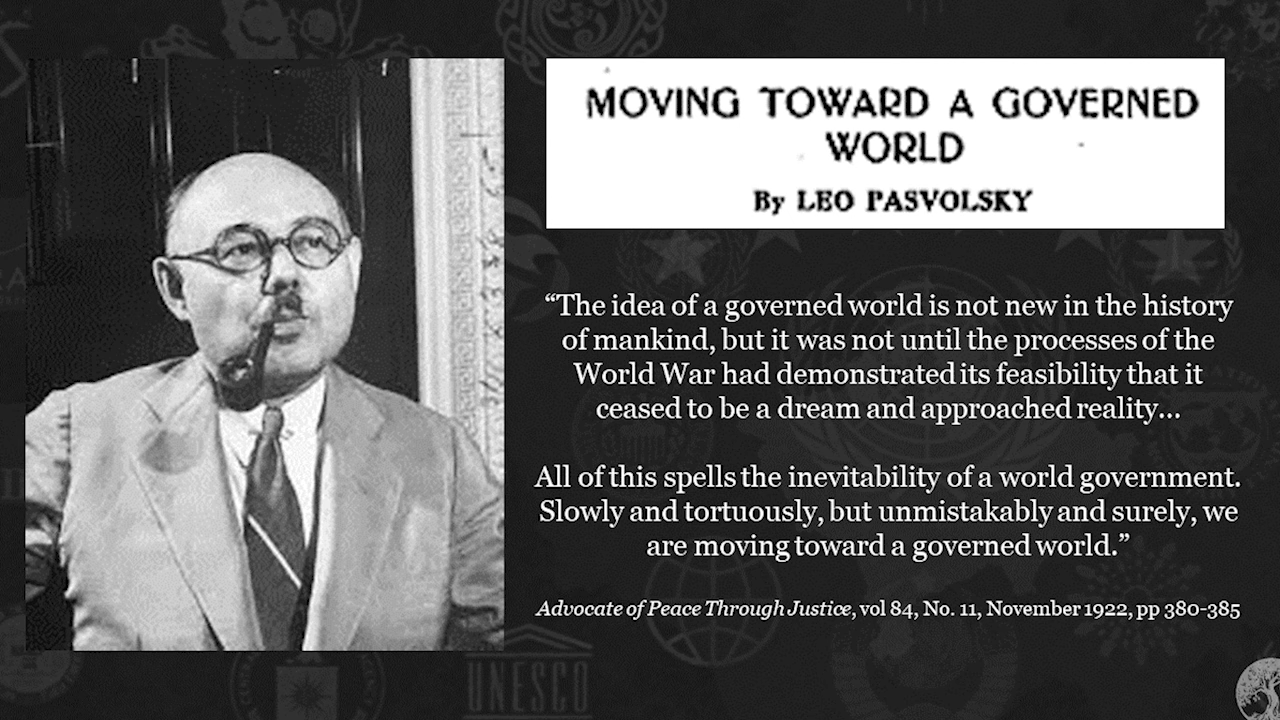 MOVING TOWARD A GOVERNED
WORLD
By LEO PASVOLSKY
“The idea of a governed world is not new in the history
of mankind, but it was not until the processes of the
World War had demonstrated its feasibility that it
ceased to be a dream and approached reality...
All of this spells the inevitability of a world government.
Slowly and tortuously, but unmistakably and surely, we
are moving toward a governed world.”
Advocate of Peace Through Justice, vol 84, No. 11, November 1922, pp 380-385
UNESCO